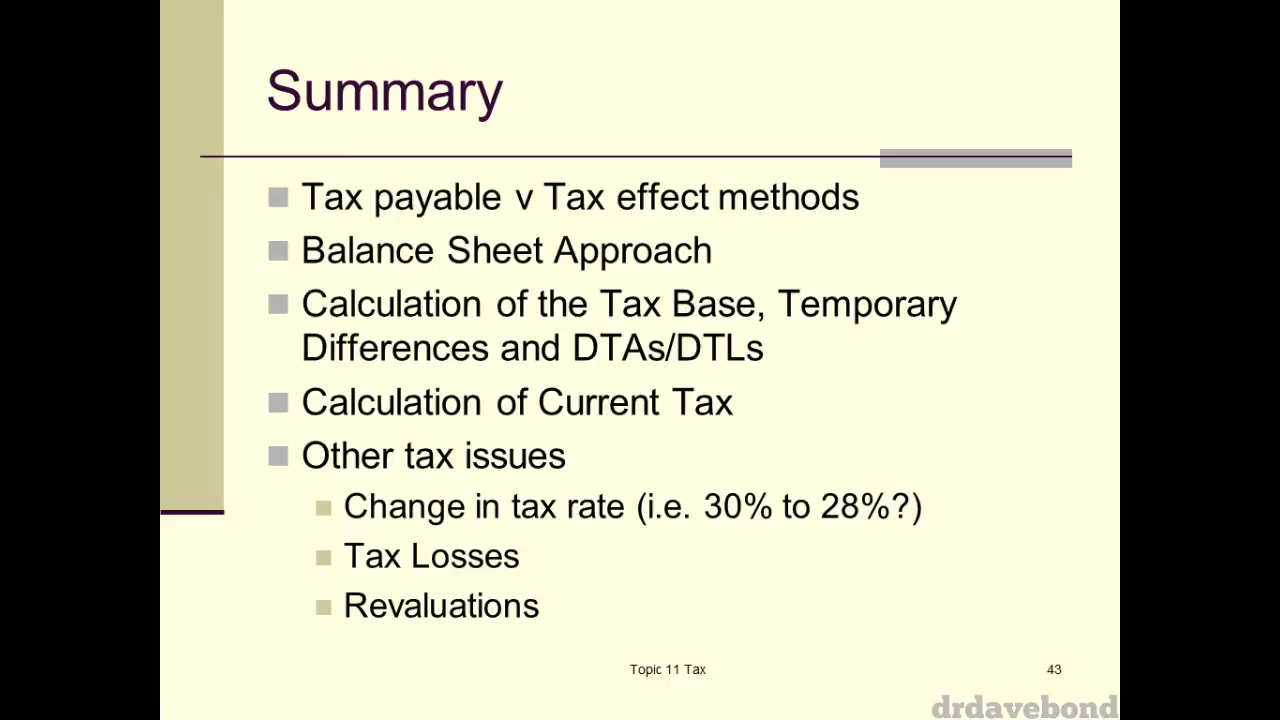 Summary
Tax payable v Tax effect methods
Balance Sheet Approach
Calculation of the Tax Base, Temporary
Differences and DTAs/DTLs
Calculation of Current Tax
Other tax issues
Change in tax rate (i.e. 30% to 28%?)
Tax Losses
Revaluations
Topic 11 Tax
43
drdavebond